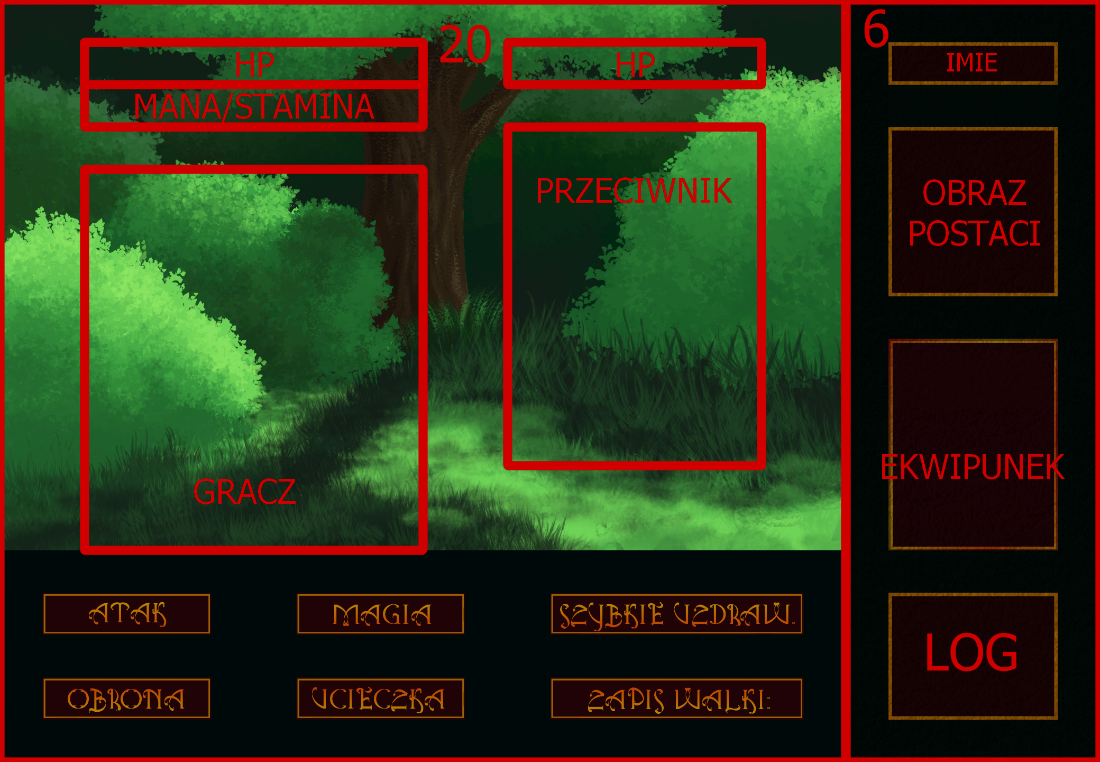 20
HP
HP
MANA/STAMINA
PRZECIWNIK
GRACZ
ATAK
MAGIA
SZYBKIE UZDRAW.
OBRONA
UCIECZKA
ZAPIS WALKI:
6
IMIE
OBRAZ
POSTACI
EKWIPUNEK
LOG